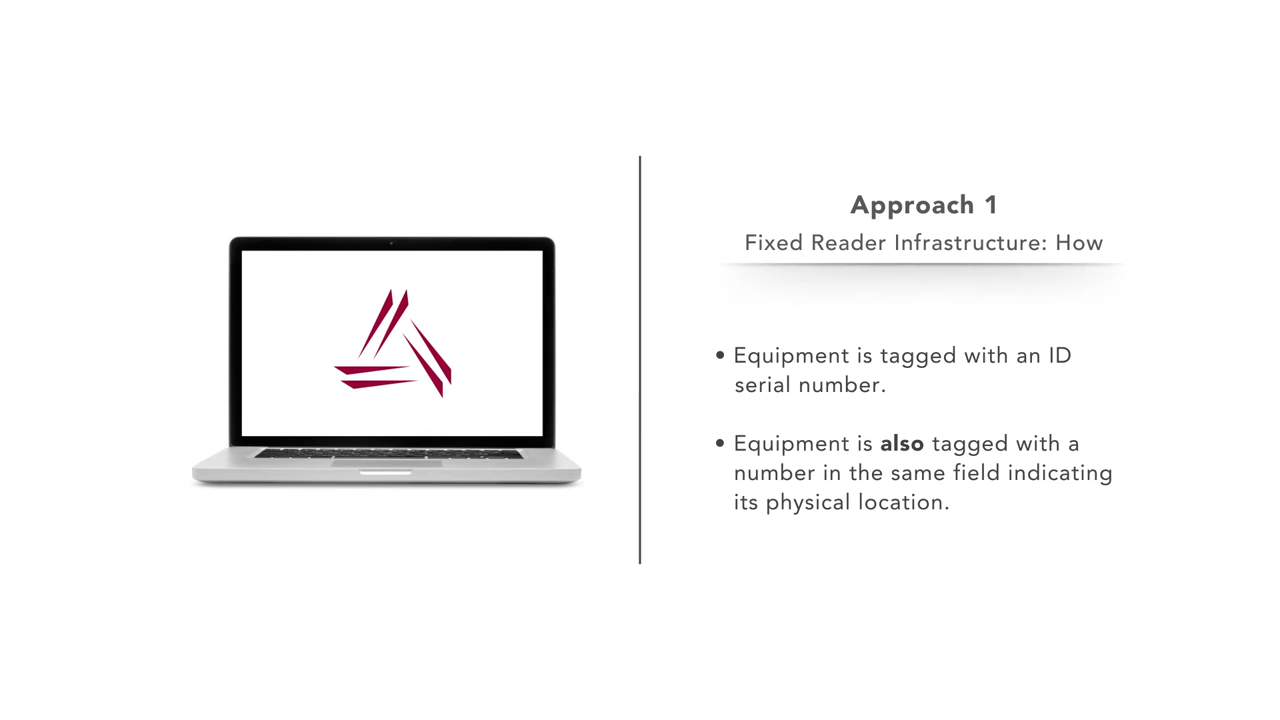 Approach 1
Fixed Reader Infrastructure: How
• Equipment is tagged with an ID
serial number.
• Equipment is also tagged with a
number in the same field indicating
its physical location.